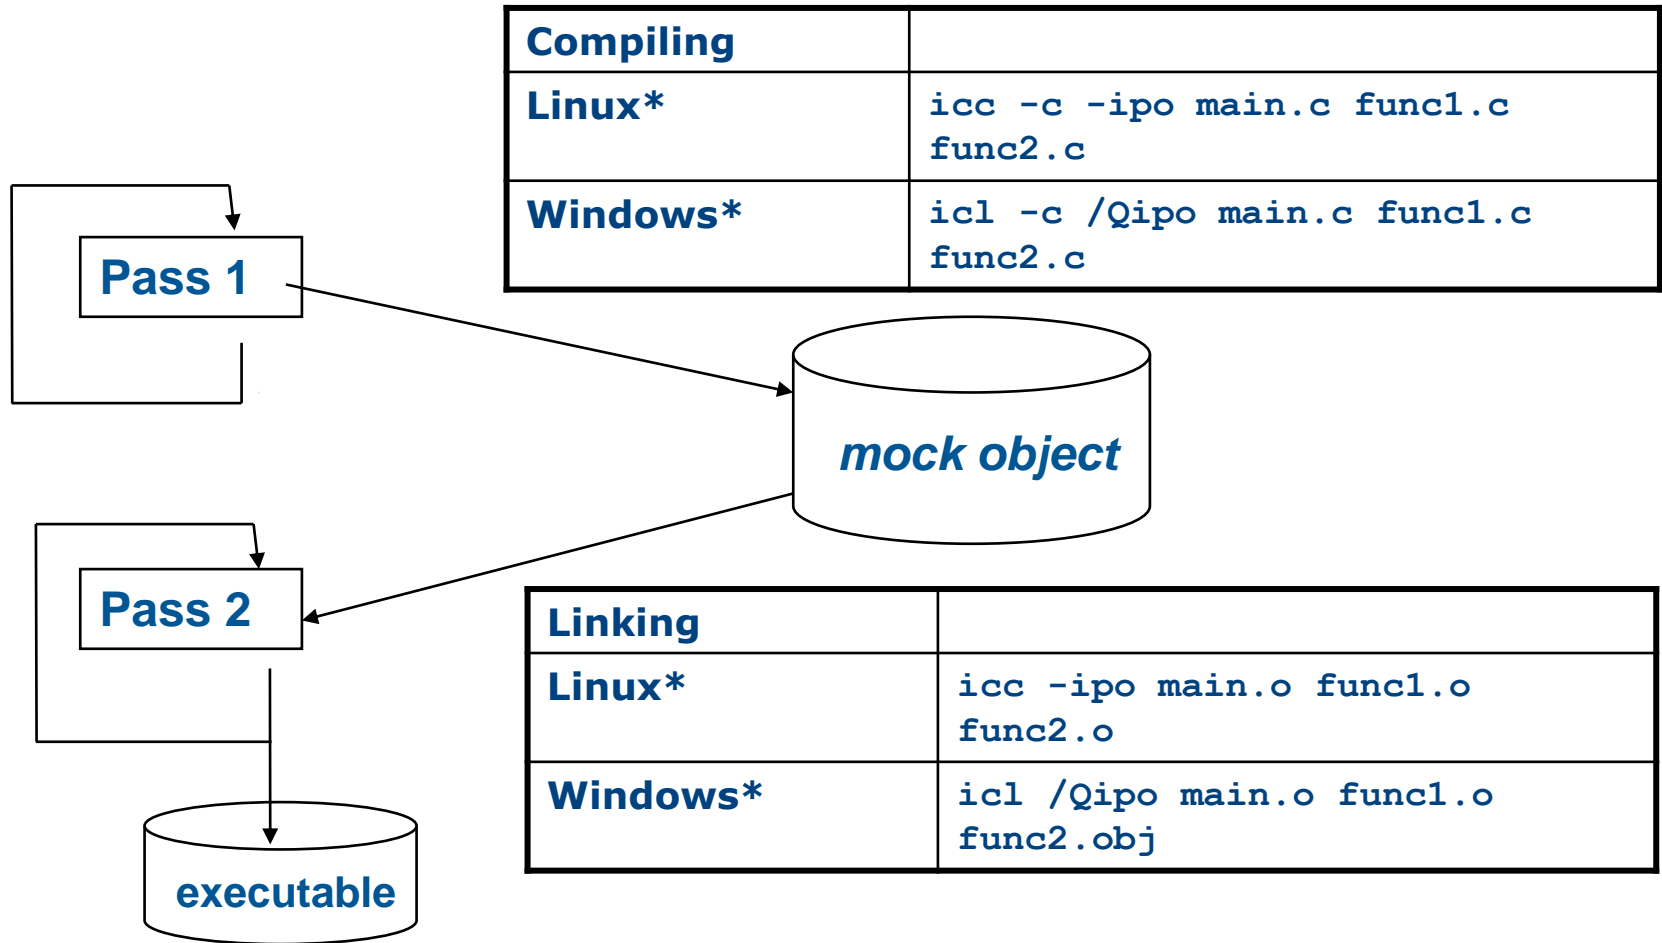 Compiling
Linux*
icc -c -ipo main.c func1.c
func2.c
Windows*
icl -c /Qipo main.c func1.c
func2.c
Pass 1
mock object
Pass 2
Linking
Linux*
icc -ipo main.o func1.o
func2.o
Windows*
icl /Qipo main.o func1.o
func2.obj
executable